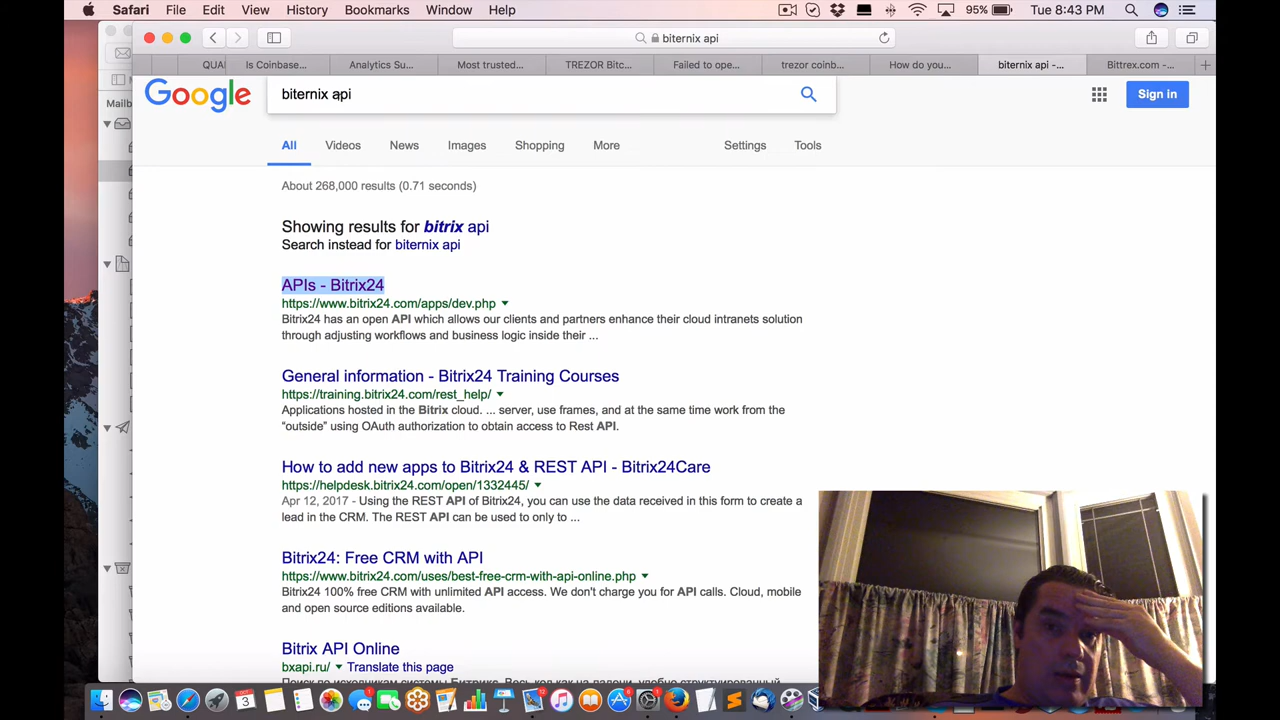 Safari File Edit View History Bookmarks Window Help 95% Tue 8:43 PM
biternix api
QUAI Is Coinbase... Analytics Su... Most trusted... TREZOR Bitc... Failed to ope... trezor coinb... How do you... biternix api -... Bittrex.com -...
Mailb
Google biternix api Sign in
All Videos News Images Shopping More Settings Tools
About 268,000 results (0.71 seconds)
Showing results for bitrix api
Search instead for biternix api
APIs - Bitrix24
https://www.bitrix24.com/apps/dev.php
Bitrix24 has an open API which allows our clients and partners enhance their cloud intranets solution
through adjusting workflows and business logic inside their ...
General information - Bitrix24 Training Courses
https://training.bitrix24.com/rest_help/
Applications hosted in the Bitrix cloud. ... server, use frames, and at the same time work from the
“outside” using OAuth authorization to obtain access to Rest API.
How to add new apps to Bitrix24 & REST API - Bitrix24Care
https://helpdesk.bitrix24.com/open/1332445/
Apr 12, 2017 - Using the REST API of Bitrix24, you can use the data received in this form to create a
lead in the CRM. The REST API can be used to only to ...
Bitrix24: Free CRM with API
https://www.bitrix24.com/uses/best-free-crm-with-api-online.php
Bitrix24 100% free CRM with unlimited API access. We don't charge you for API calls. Cloud, mobile
and open source editions available.
Bitrix API Online
bxapi.ru/ Translate this page